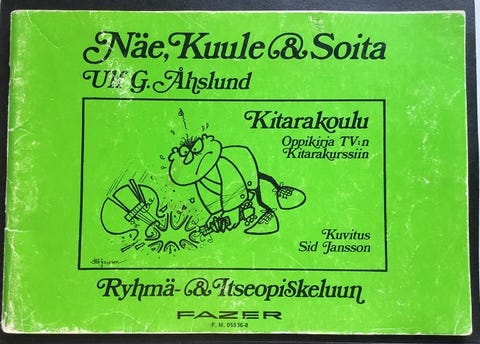 Näe, Kuule & Soita
Ulf G. Åhslund
Kitarakoulu
Oppikirja TV:n
Kitarakurssiin
Kuvitus
Sid Jansson
Ryhmä- & Itseopiskeluun
FAZER
F. M. 05536-8